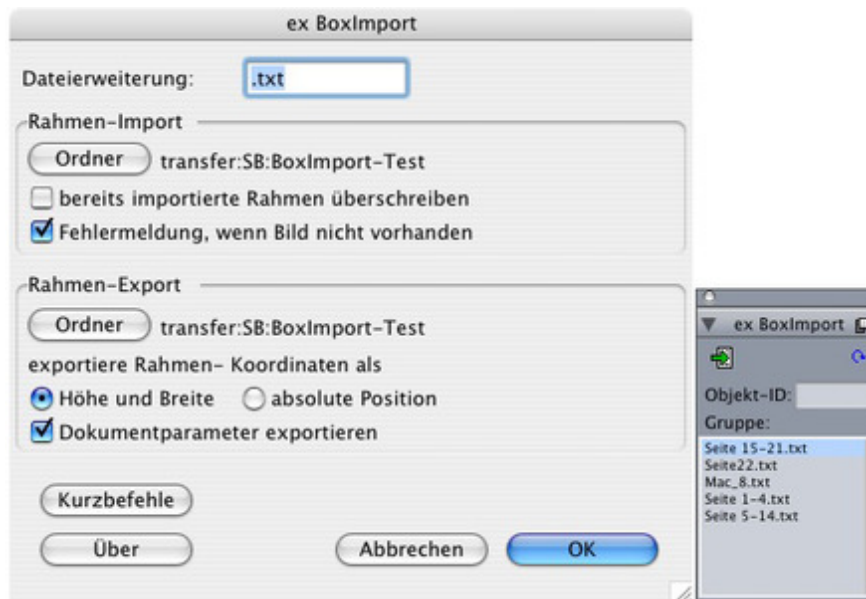 ex BoxImport
Dateierweiterung: .txt
Rahmen-Import
Ordner transfer:SB:BoxImport-Test
bereits importierte Rahmen überschreiben
Fehlermeldung, wenn Bild nicht vorhanden
Rahmen-Export
Ordner transfer:SB:BoxImport-Test
exportiere Rahmen- Koordinaten als
Höhe und Breite absolute Position
Dokumentparameter exportieren
Kurzbefehle
Über Abbrechen OK
ex BoxImport
Objekt-ID:
Gruppe:
Seite 15-21.txt
Seite22.txt
Mac_8.txt
Seite 1-4.txt
Seite 5-14.txt